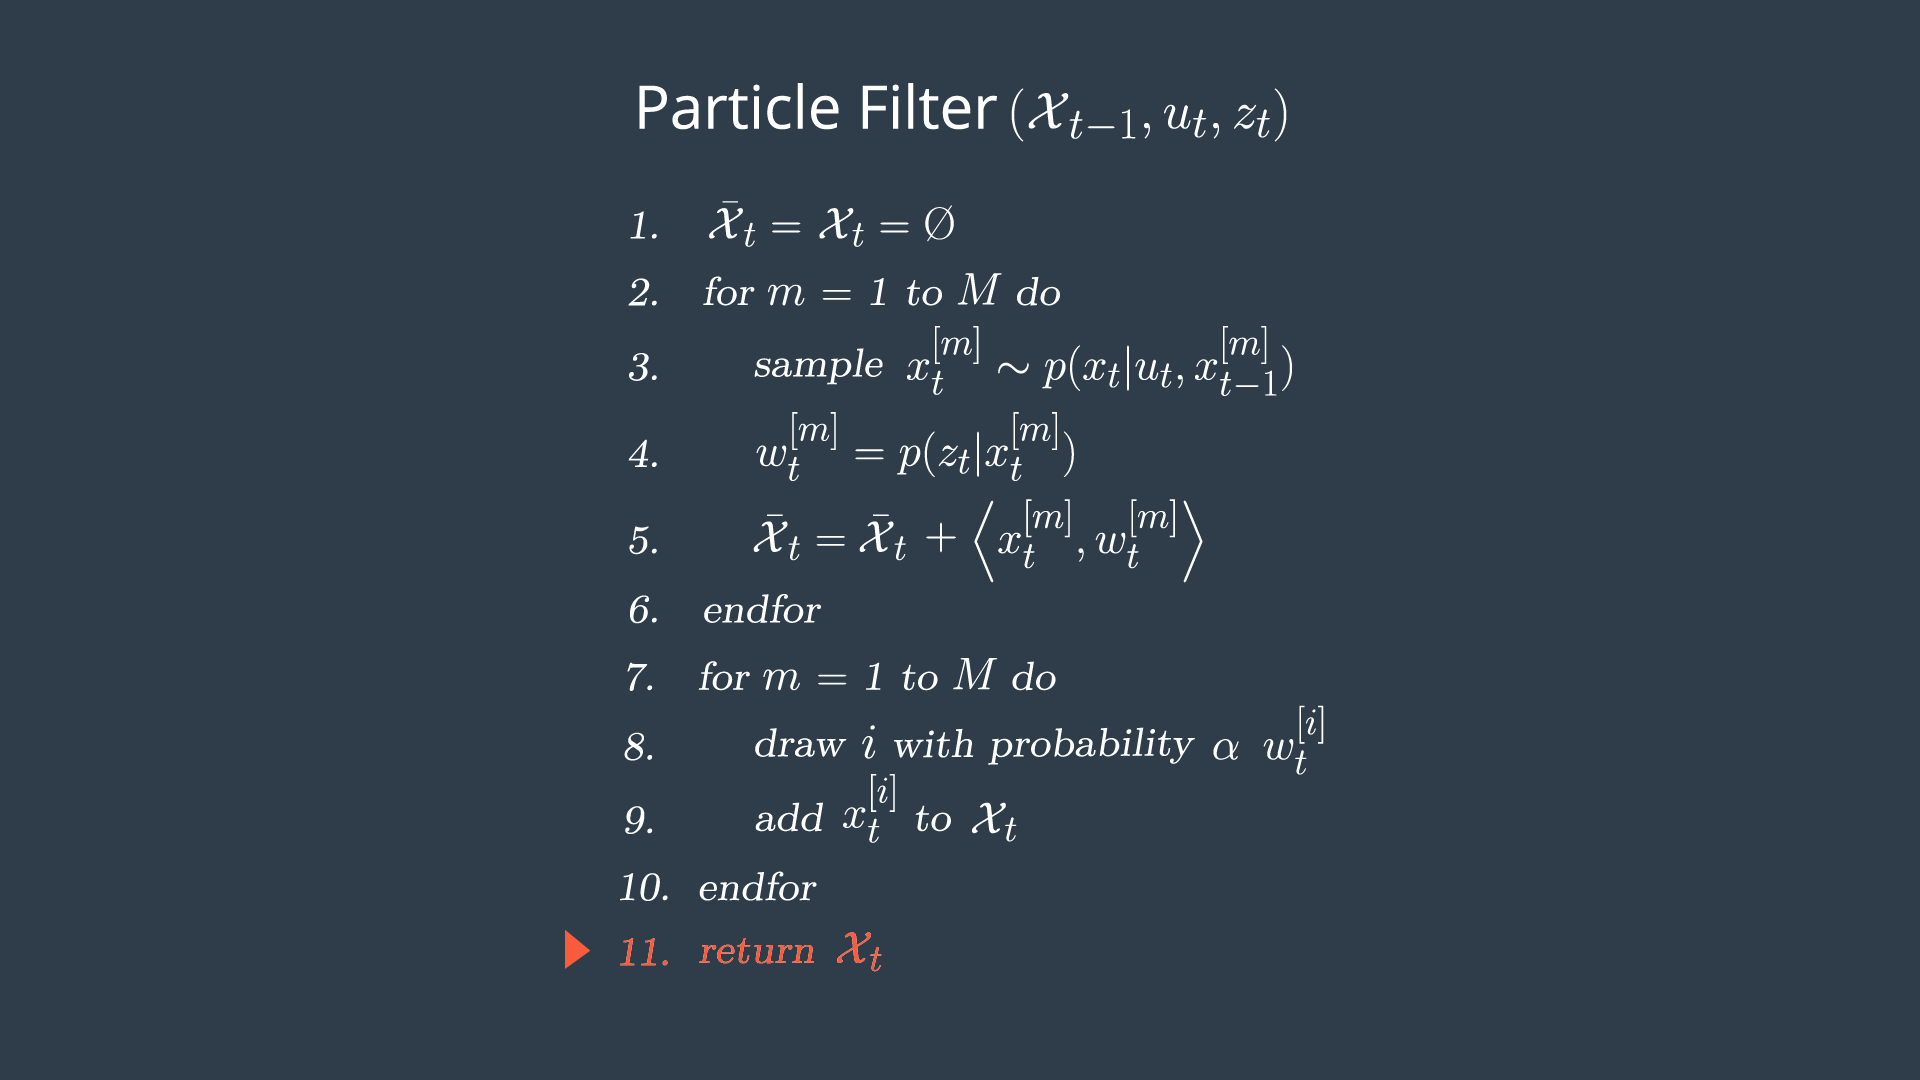 Particle Filter $(\mathcal{X}_{t-1}, u_t, z_t)$
1. $\bar{\mathcal{X}}_t = \mathcal{X}_t = \varnothing$
2. for $m$ = 1 to $M$ do
3. sample $x_t^{[m]} \sim p(x_t|u_t, x_{t-1}^{[m]})$
4. $w_t^{[m]} = p(z_t|x_t^{[m]})$
5. $\bar{\mathcal{X}}_t = \bar{\mathcal{X}}_t + \left\langle x_t^{[m]}, w_t^{[m]} \right\rangle$
6. endfor
7. for $m$ = 1 to $M$ do
8. draw $i$ with probability $\alpha$ $w_t^{[i]}$
9. add $x_t^{[i]}$ to $\mathcal{X}_t$
10. endfor
11. return $\mathcal{X}_t$